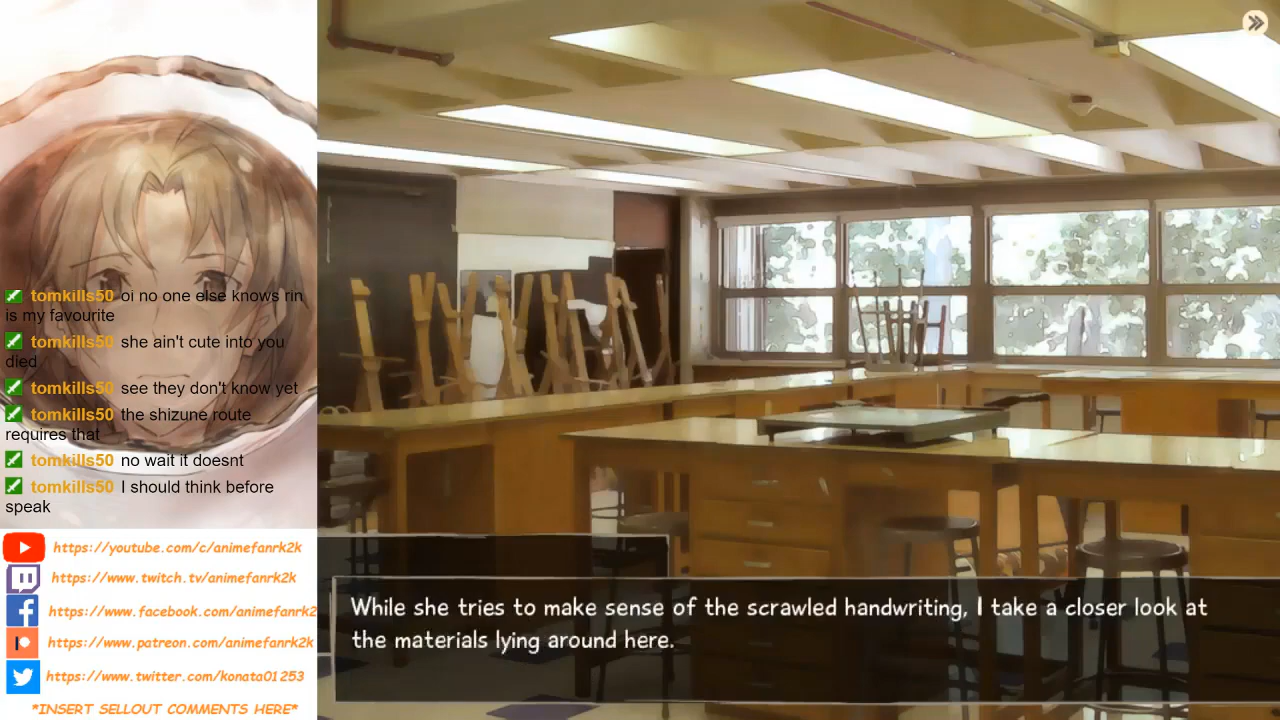 tomkills50 oi no one else knows rin
is my favourite
tomkills50 she ain't cute into you
died
tomkills50 see they don't know yet
tomkills50 the shizune route
requires that
tomkills50 no wait it doesnt
tomkills50 I should think before
speak
https://youtube.com/c/animefanrk2k
https://www.twitch.tv/animefanrk2k
https://www.facebook.com/animefanrk2
https://www.patreon.com/animefanrk2k
https://www.twitter.com/konata01253
*INSERT SELLOUT COMMENTS HERE*
While she tries to make sense of the scrawled handwriting, I take a closer look at
the materials lying around here.